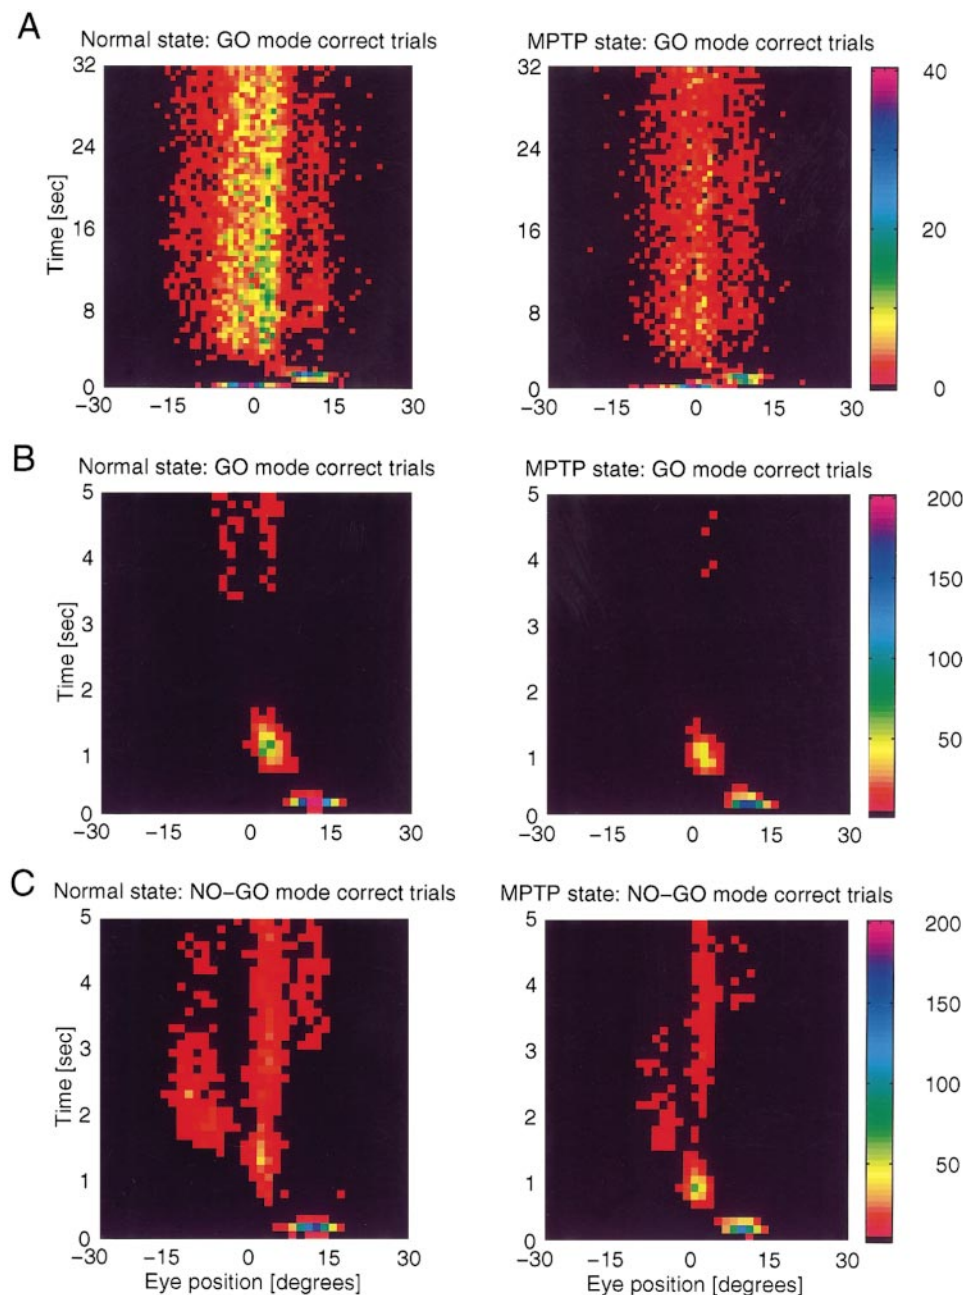 A
Normal state: GO mode correct trials
MPTP state: GO mode correct trials
32
24
16
8
0
Time [sec]
−30 −15 0 15 30
32
24
16
8
0
−30 −15 0 15 30
40
20
0
B
Normal state: GO mode correct trials
MPTP state: GO mode correct trials
5
4
3
2
1
0
Time [sec]
−30 −15 0 15 30
5
4
3
2
1
0
−30 −15 0 15 30
200
150
100
50
C
Normal state: NO−GO mode correct trials
MPTP state: NO−GO mode correct trials
5
4
3
2
1
0
Time [sec]
−30 −15 0 15 30
Eye position [degrees]
5
4
3
2
1
0
−30 −15 0 15 30
Eye position [degrees]
200
150
100
50